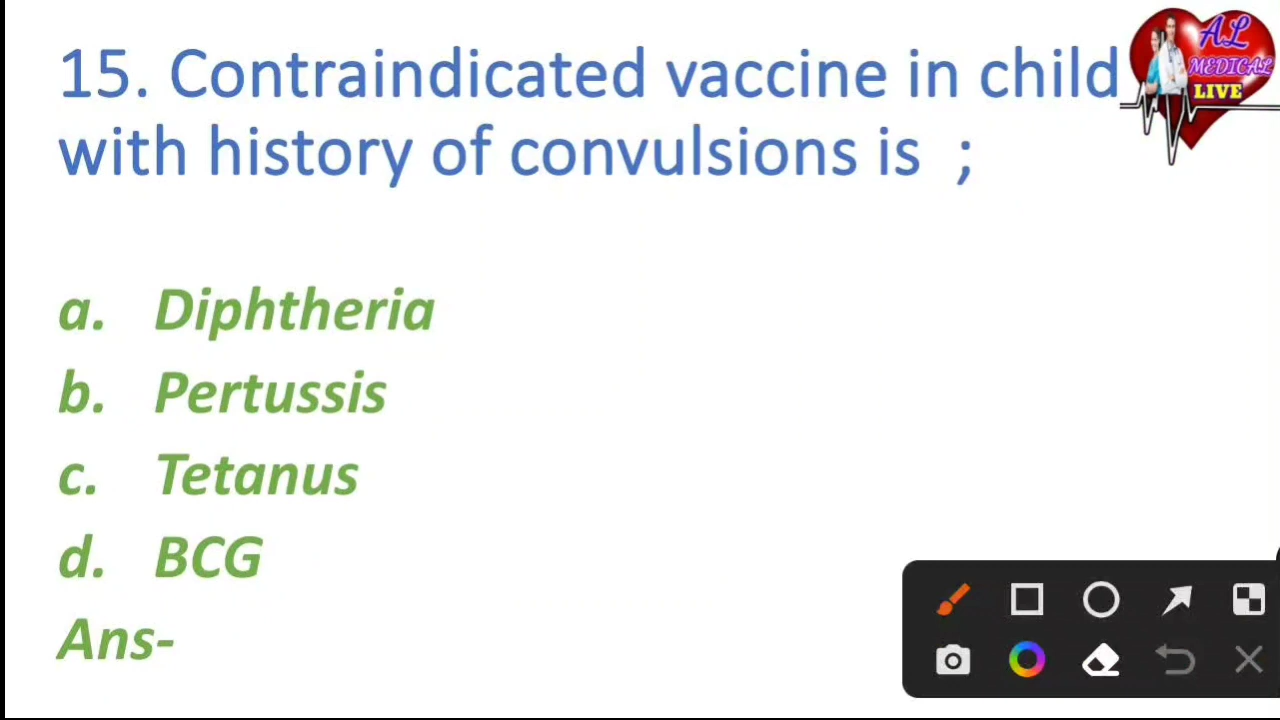 15. Contraindicated vaccine in child
with history of convulsions is ;
AL
MEDICAL
LIVE
a. Diphtheria
b. Pertussis
c. Tetanus
d. BCG
Ans-